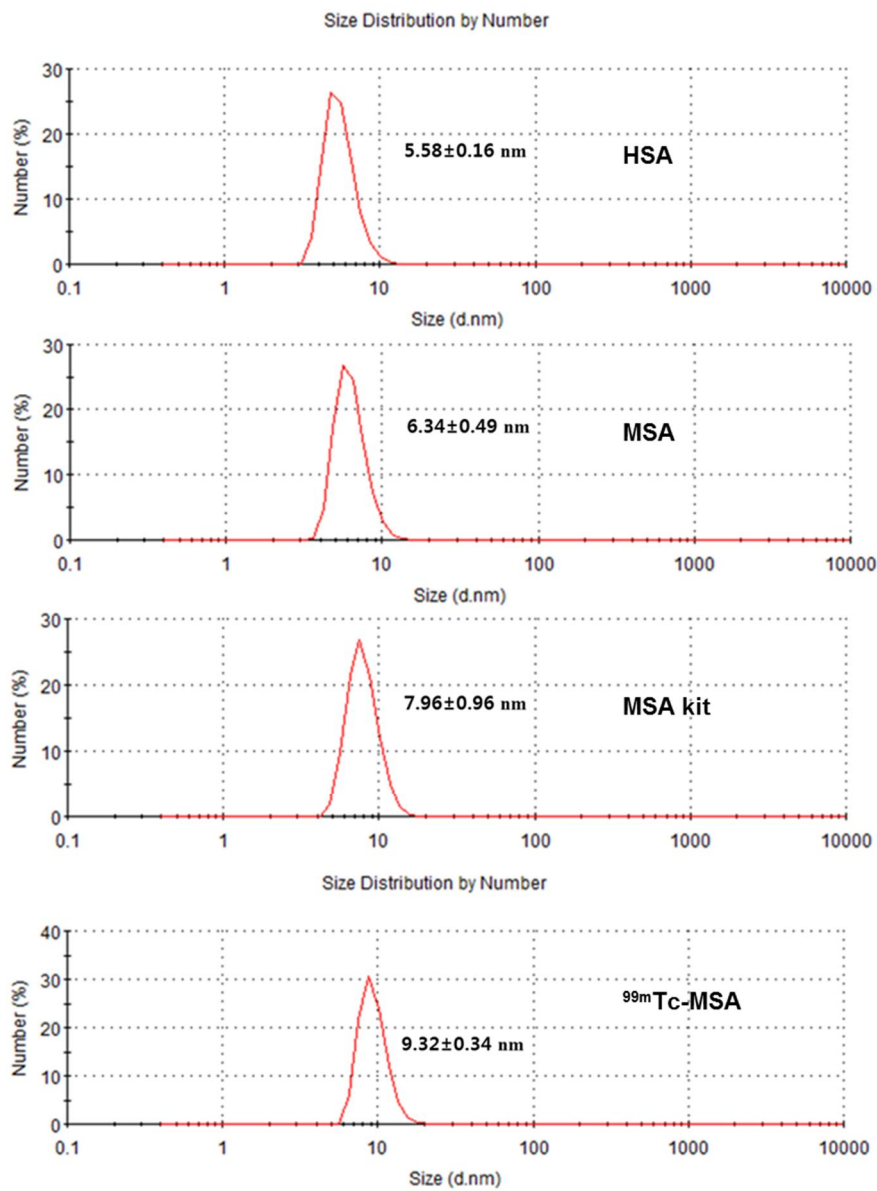 Size Distribution by Number
30
20
10
0
Number (%)
5.58±0.16 nm
HSA
0.1 1 10 100 1000 10000
Size (d.nm)
30
20
10
0
Number (%)
6.34±0.49 nm
MSA
0.1 1 10 100 1000 10000
Size (d.nm)
30
20
10
0
Number (%)
7.96±0.96 nm
MSA kit
0.1 1 10 100 1000 10000
Size Distribution by Number
40
30
20
10
0
Number (%)
99mTc-MSA
9.32±0.34 nm
0.1 1 10 100 1000 10000
Size (d.nm)